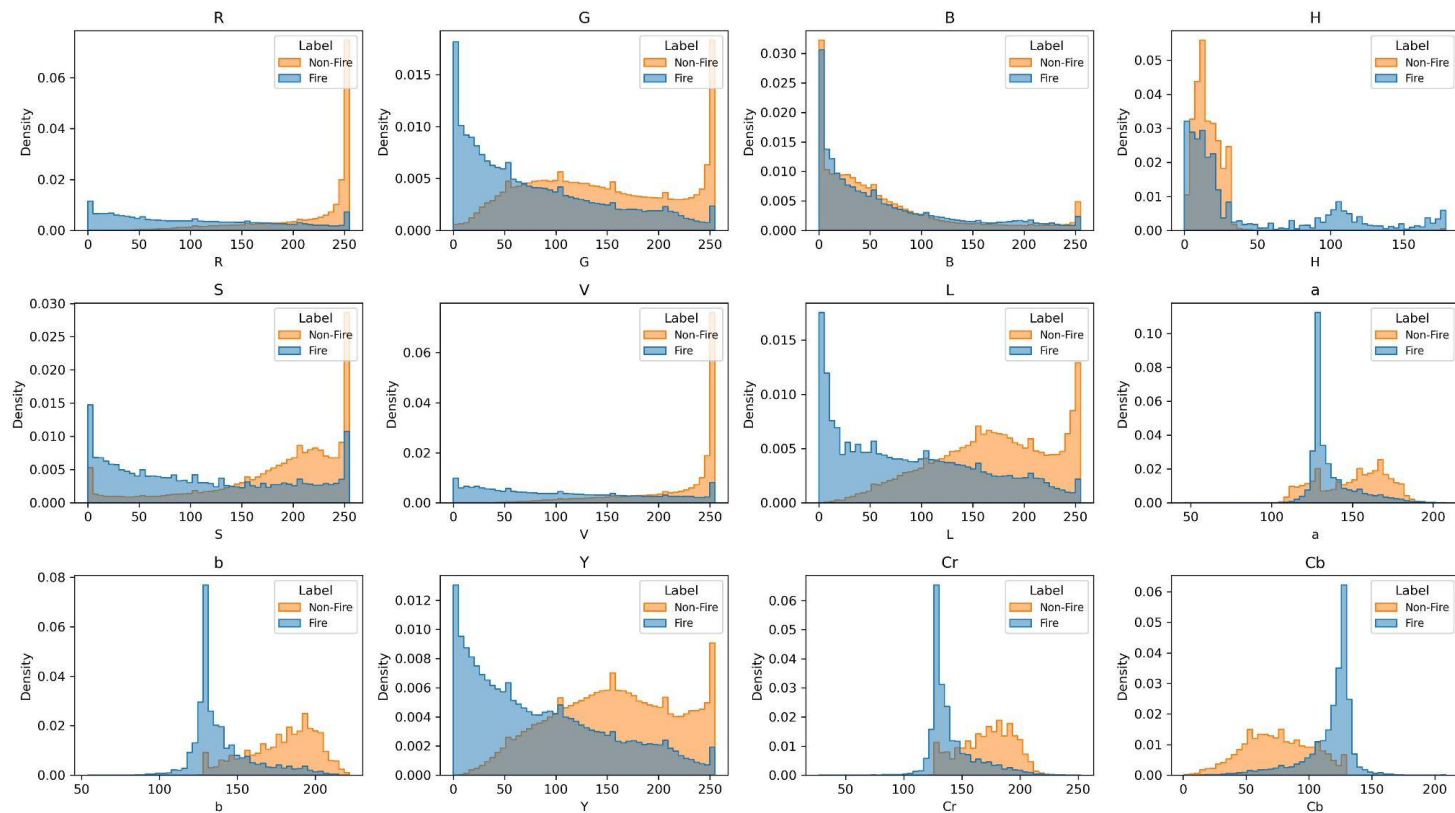 R
Density
0.06
0.04
0.02
0.00
0
50
100
150
200
250
R
Label
Non-Fire
Fire
G
Density
0.015
0.010
0.005
0.000
0
50
100
150
200
250
G
Label
Non-Fire
Fire
B
Density
0.030
0.025
0.020
0.015
0.010
0.005
0.000
0
50
100
150
200
250
B
Label
Non-Fire
Fire
H
Density
0.05
0.04
0.03
0.02
0.01
0.00
0
50
100
150
H
Label
Non-Fire
Fire
S
Density
0.030
0.025
0.020
0.015
0.010
0.005
0.000
0
50
100
150
200
250
S
Label
Non-Fire
Fire
V
Density
0.06
0.04
0.02
0.00
0
50
100
150
200
250
V
Label
Non-Fire
Fire
L
Density
0.015
0.010
0.005
0.000
0
50
100
150
200
250
L
Label
Non-Fire
Fire
a
Density
0.10
0.08
0.06
0.04
0.02
0.00
50
100
150
200
a
Label
Non-Fire
Fire
b
Density
0.08
0.06
0.04
0.02
0.00
50
100
150
200
b
Label
Non-Fire
Fire
Y
Density
0.012
0.010
0.008
0.006
0.004
0.002
0.000
0
50
100
150
200
250
Y
Label
Non-Fire
Fire
Cr
Density
0.06
0.05
0.04
0.03
0.02
0.01
0.00
50
100
150
200
250
Cr
Label
Non-Fire
Fire
Cb
Density
0.06
0.05
0.04
0.03
0.02
0.01
0.00
0
50
100
150
200
Cb
Label
Non-Fire
Fire